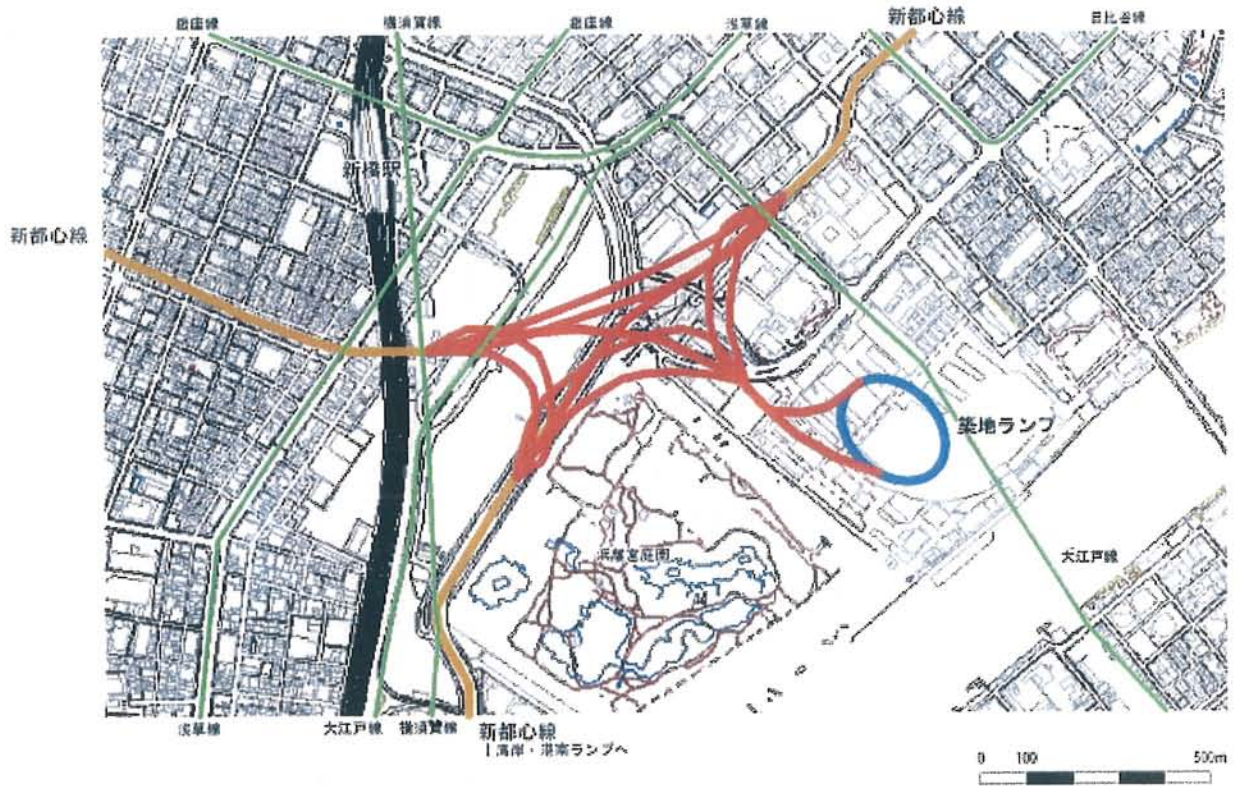 銀座線
横須賀線
銀座線
浅草線
新都心線
日比谷線
新橋駅
新都心線
築地ランプ
浜離宮庭園
大江戸線
浅草線
大江戸線
横須賀線
新都心線
湾岸・港南ランプへ
0 100 500m